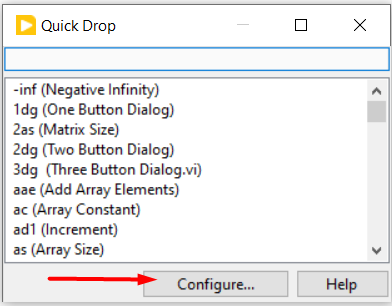 Quick Drop
-inf (Negative Infinity)
1dg (One Button Dialog)
2as (Matrix Size)
2dg (Two Button Dialog)
3dg  (Three Button Dialog.vi)
aae (Add Array Elements)
ac (Array Constant)
ad1 (Increment)
as (Array Size)
Configure... Help